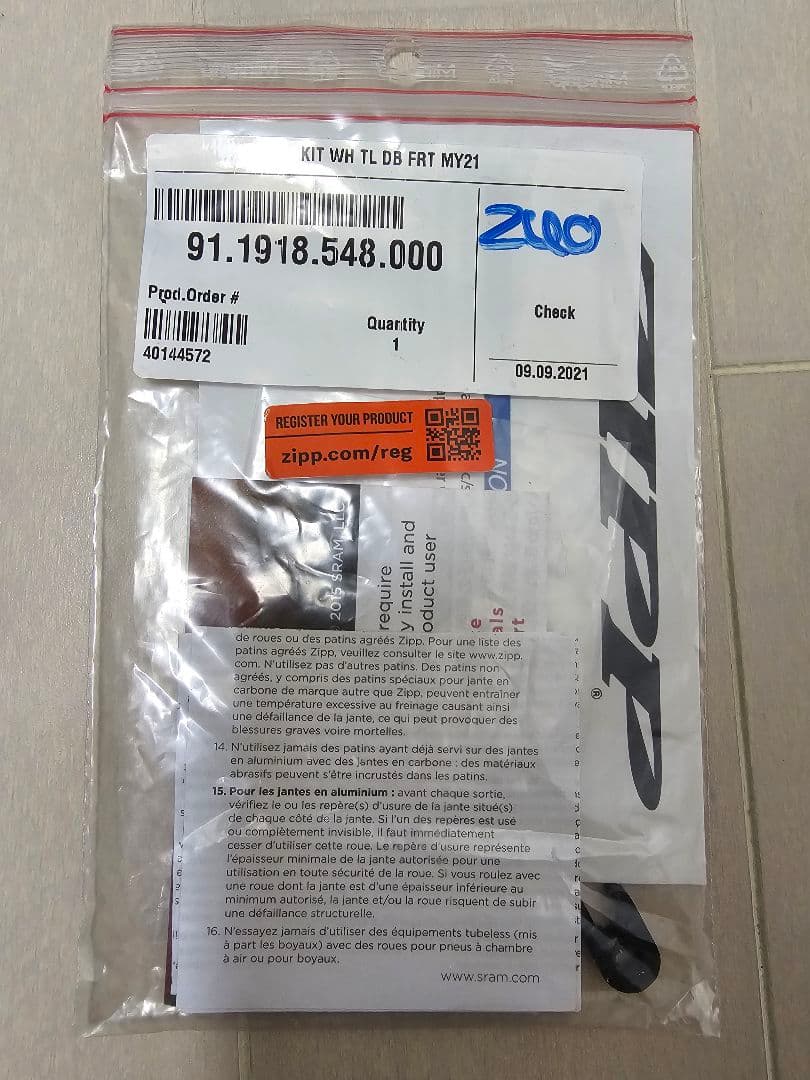 KIT WH TL DB FRT MY21
91.1918.548.000
Prod.Order #
40144572
Quantity
1
Check
09.09.2021
REGISTER YOUR PRODUCT
zipp.com/reg
ZIPP
®
2015 SRAM, LLC
require
y install and
oduct user
e
als
rt
ON
de roues ou des patins agréés Zipp. Pour une liste des
patins agréés Zipp, veuillez consulter le site www.zipp.
com. N'utilisez pas d'autres patins. Des patins non
agréés, y compris des patins spéciaux pour jante en
carbone de marque autre que Zipp, peuvent entraîner
une température excessive au freinage causant ainsi
une défaillance de la jante, ce qui peut provoquer des
blessures graves voire mortelles.
14. N'utilisez jamais des patins ayant déjà servi sur des jantes
en aluminium avec des jantes en carbone : des matériaux
abrasifs peuvent s'être incrustés dans les patins.
15. Pour les jantes en aluminium : avant chaque sortie,
vérifiez le ou les repère(s) d'usure de la jante situé(s)
de chaque côté de la jante. Si l'un des repères est usé
ou complètement invisible, il faut immédiatement
cesser d'utiliser cette roue. Le repère d'usure représente
l'épaisseur minimale de la jante autorisée pour une
utilisation en toute sécurité de la roue. Si vous roulez avec
une roue dont la jante est d'une épaisseur inférieure au
minimum autorisé, la jante et/ou la roue risquent de subir
une défaillance structurelle.
16. N'essayez jamais d'utiliser des équipements tubeless (mis
à part les boyaux) avec des roues pour pneus à chambre
à air ou pour boyaux.
www.sram.com